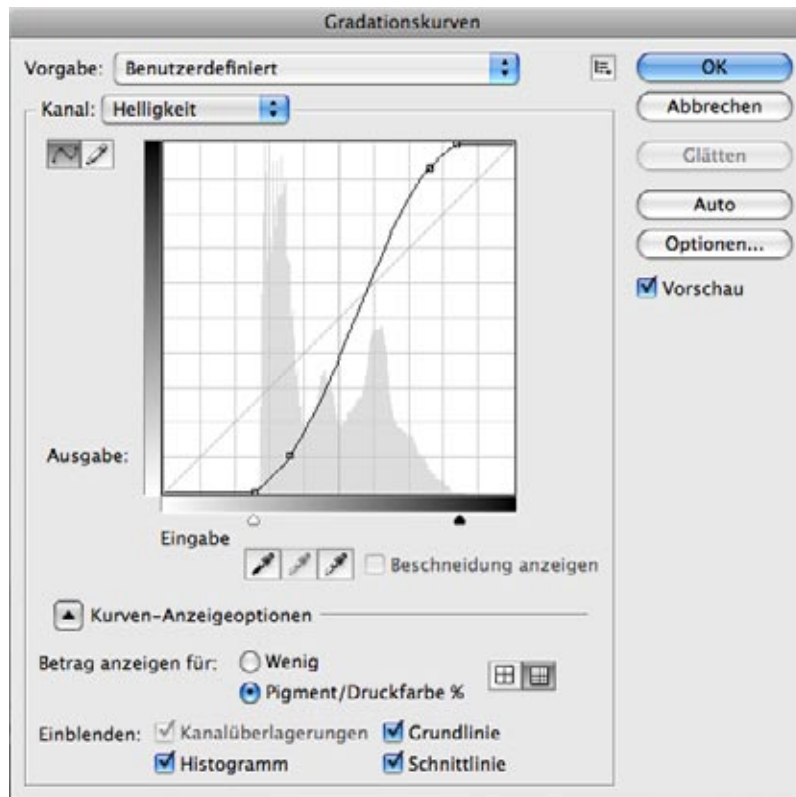 Gradationskurven
Vorgabe: Benutzerdefiniert
OK
Kanal: Helligkeit
Abbrechen
Glätten
Auto
Optionen...
Vorschau
Ausgabe:
Eingabe
Beschneidung anzeigen
Kurven-Anzeigeoptionen
Betrag anzeigen für: Wenig
Pigment/Druckfarbe %
Einblenden: Kanalüberlagerungen Grundlinie
Histogramm Schnittlinie